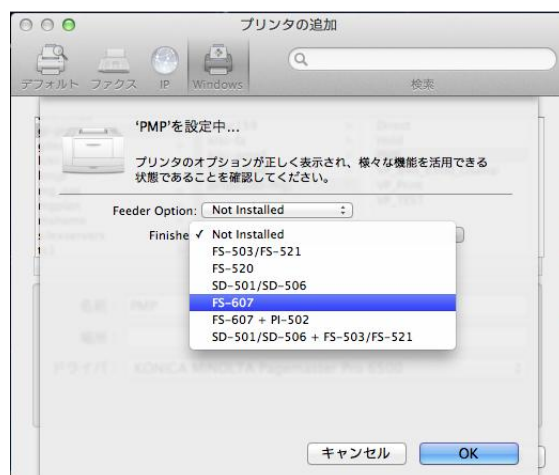 プリンタの追加
デフォルト ファクス IP Windows 検索
'PMP'を設定中...
プリンタのオプションが正しく表示され、様々な機能を活用できる
状態であることを確認してください。
Feeder Option: Not Installed
Finishe ✓ Not Installed
FS-503/FS-521
FS-520
SD-501/SD-506
FS-607
FS-607 + PI-502
SD-501/SD-506 + FS-503/FS-521
名前: PMP
場所:
ドライバ: KONICA MINOLTA Pagemaster Pro 6500
キャンセル OK